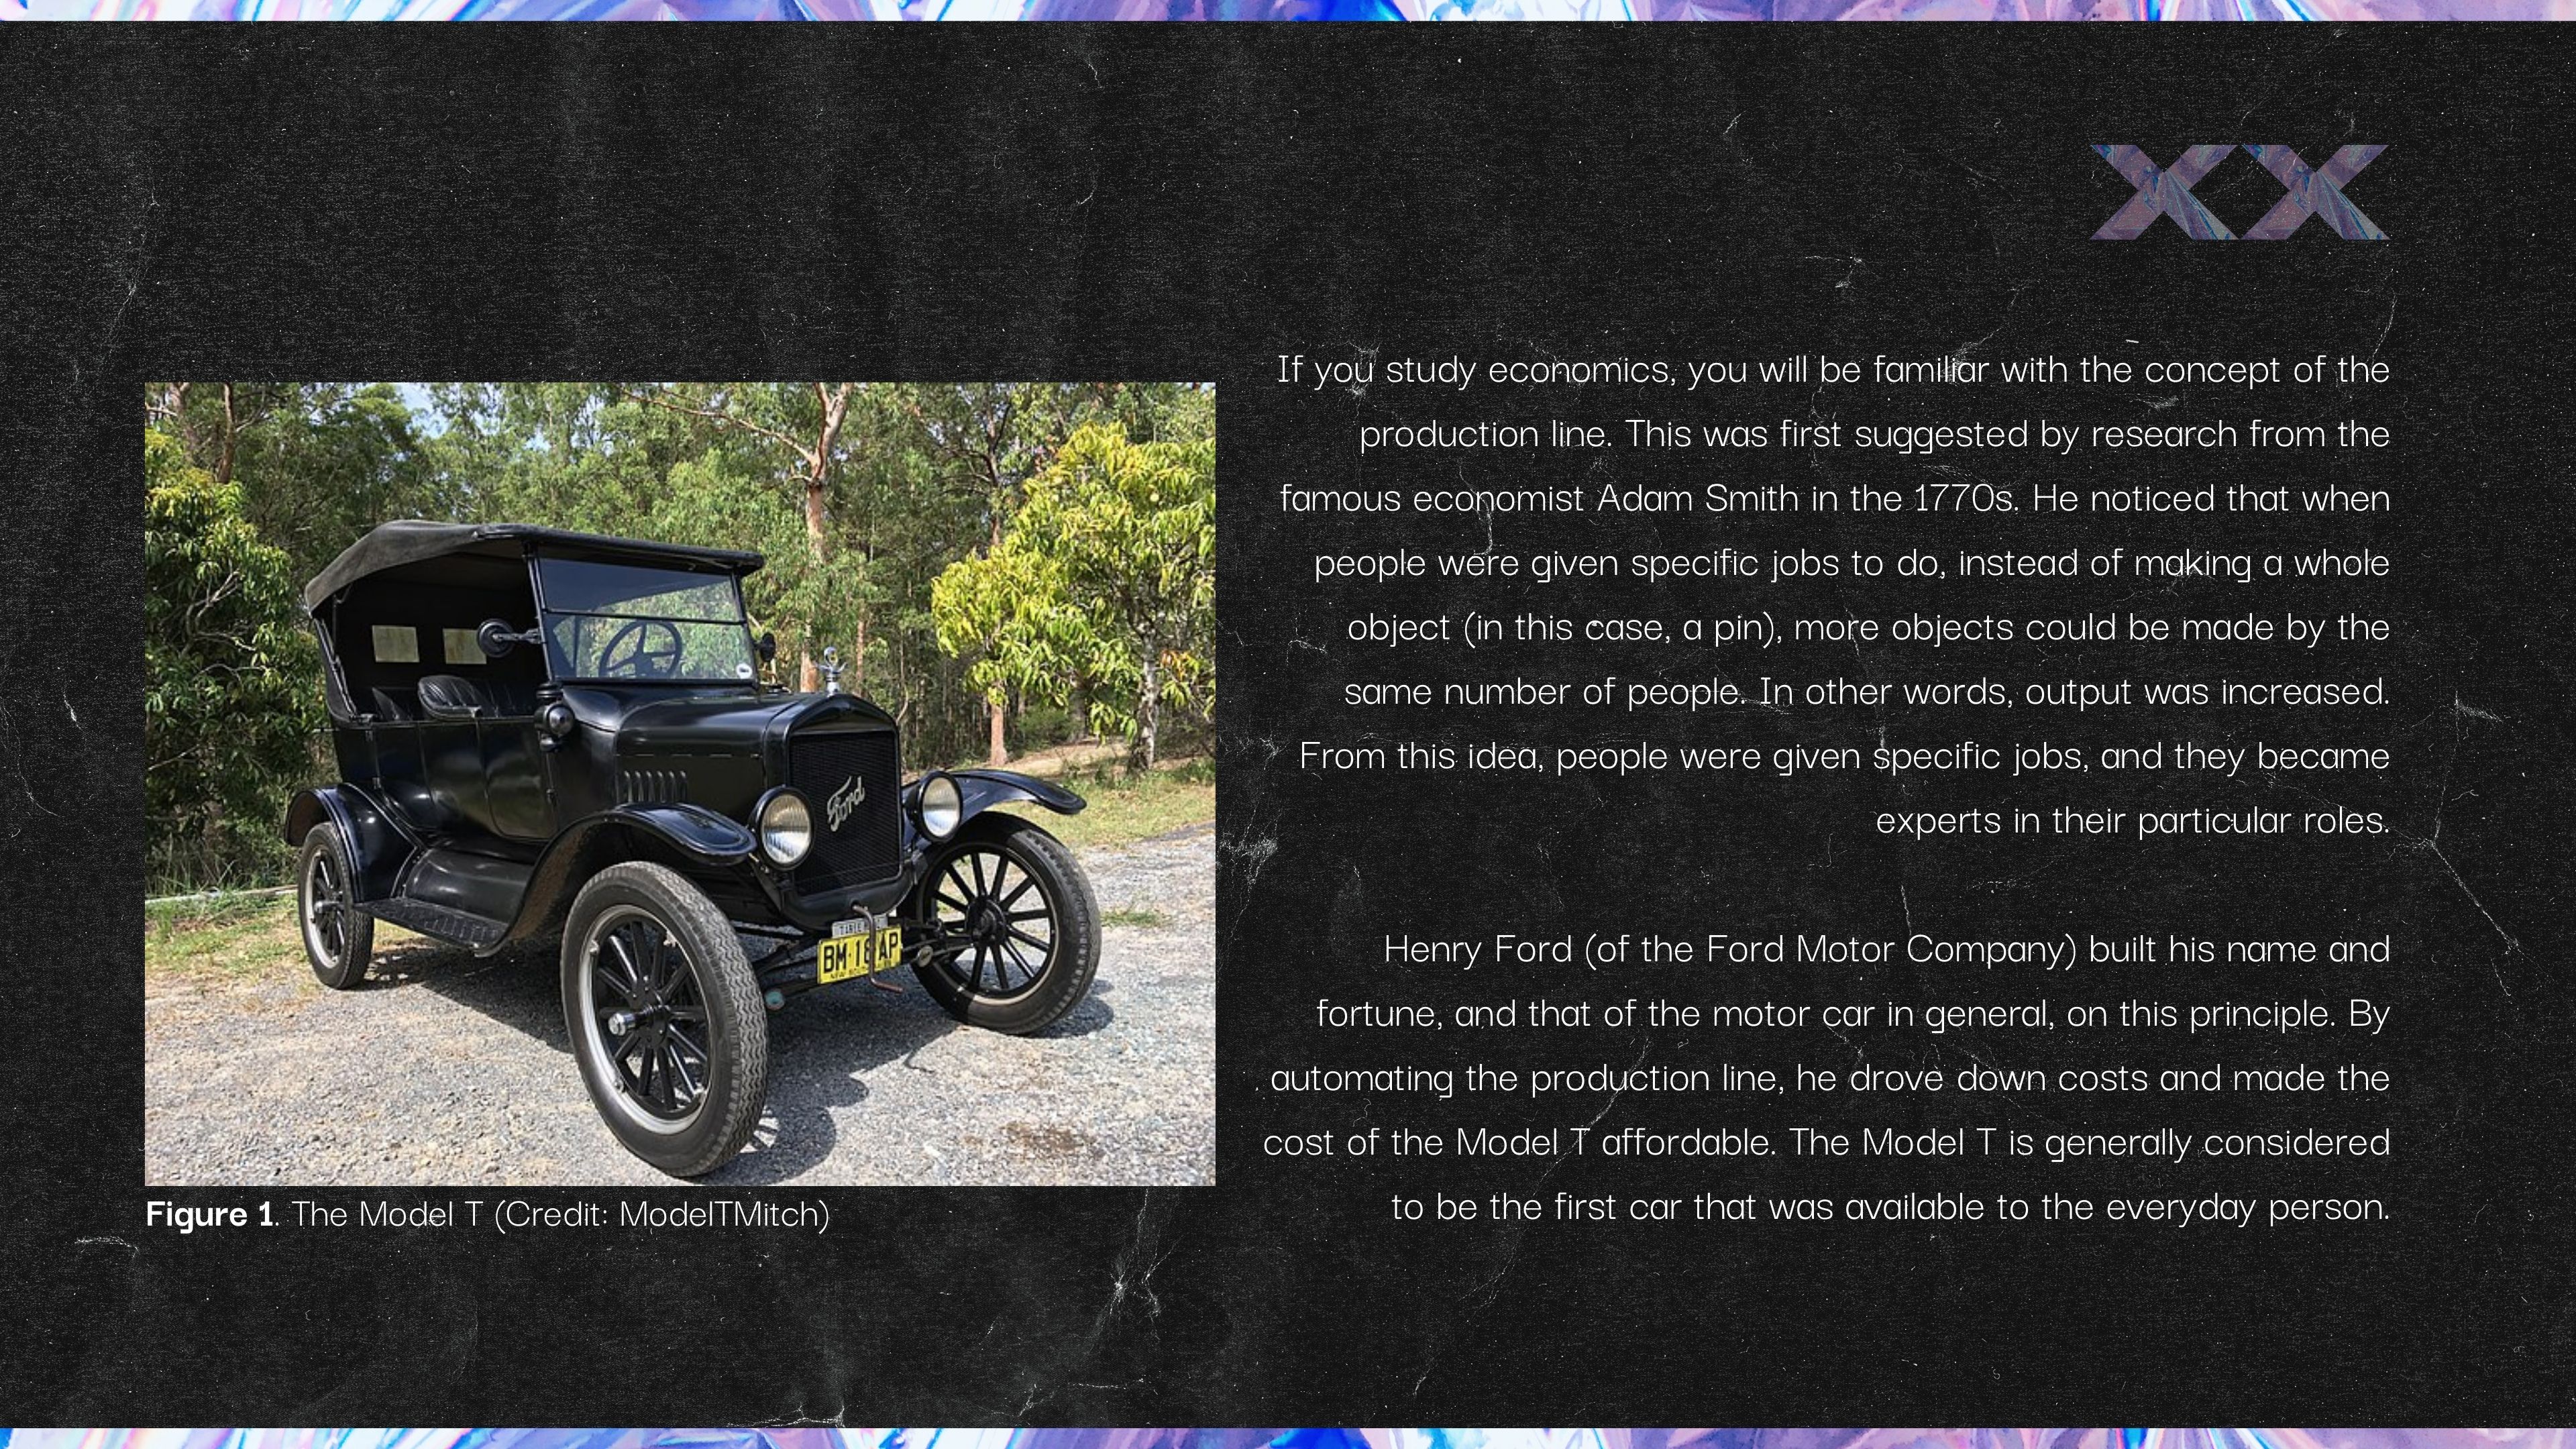 XX
If you study economics, you will be familiar with the concept of the
production line. This was first suggested by research from the
famous economist Adam Smith in the 1770s. He noticed that when
people were given specific jobs to do, instead of making a whole
object (in this case, a pin), more objects could be made by the
same number of people. In other words, output was increased.
From this idea, people were given specific jobs, and they became
experts in their particular roles.
Henry Ford (of the Ford Motor Company) built his name and
fortune, and that of the motor car in general, on this principle. By
automating the production line, he drove down costs and made the
cost of the Model T affordable. The Model T is generally considered
to be the first car that was available to the everyday person.
Ford
Figure 1. The Model T (Credit: ModelTMitch)